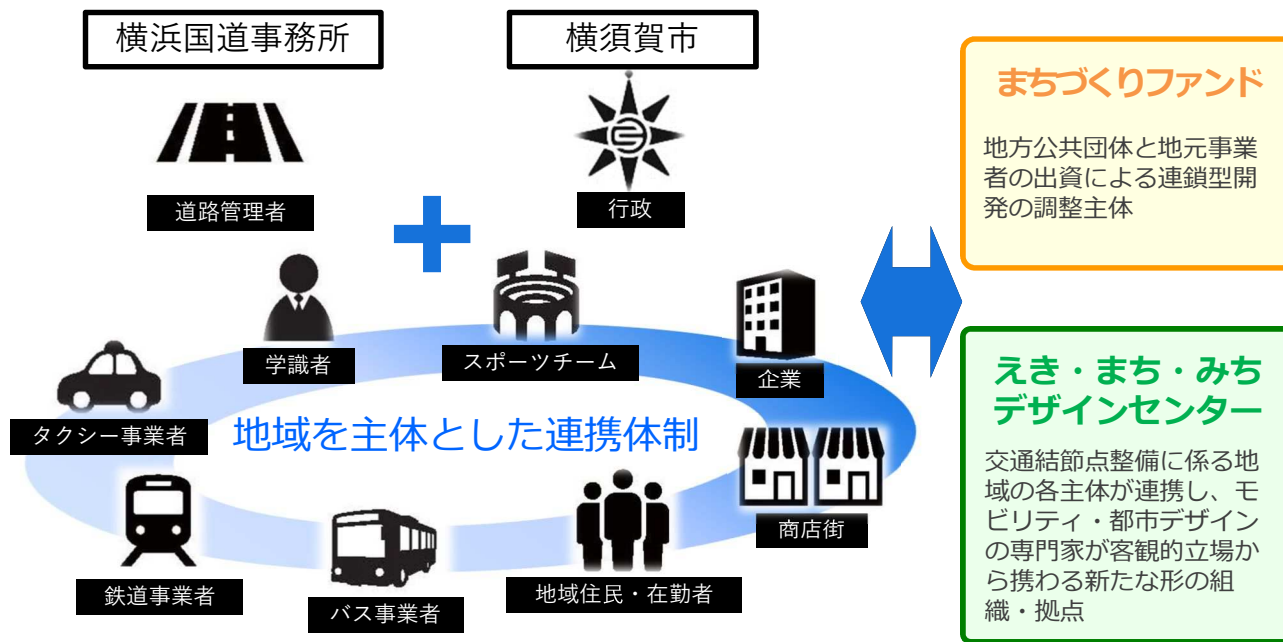 横浜国道事務所
横須賀市
道路管理者
行政
学識者
スポーツチーム
企業
タクシー事業者
地域を主体とした連携体制
商店街
鉄道事業者
バス事業者
地域住民・在勤者
まちづくりファンド
地方公共団体と地元事業
者の出資による連鎖型開
発の調整主体
えき・まち・みち
デザインセンター
交通結節点整備に係る地
域の各主体が連携し、モ
ビリティ・都市デザイン
の専門家が客観的立場か
ら携わる新たな形の組
織・拠点